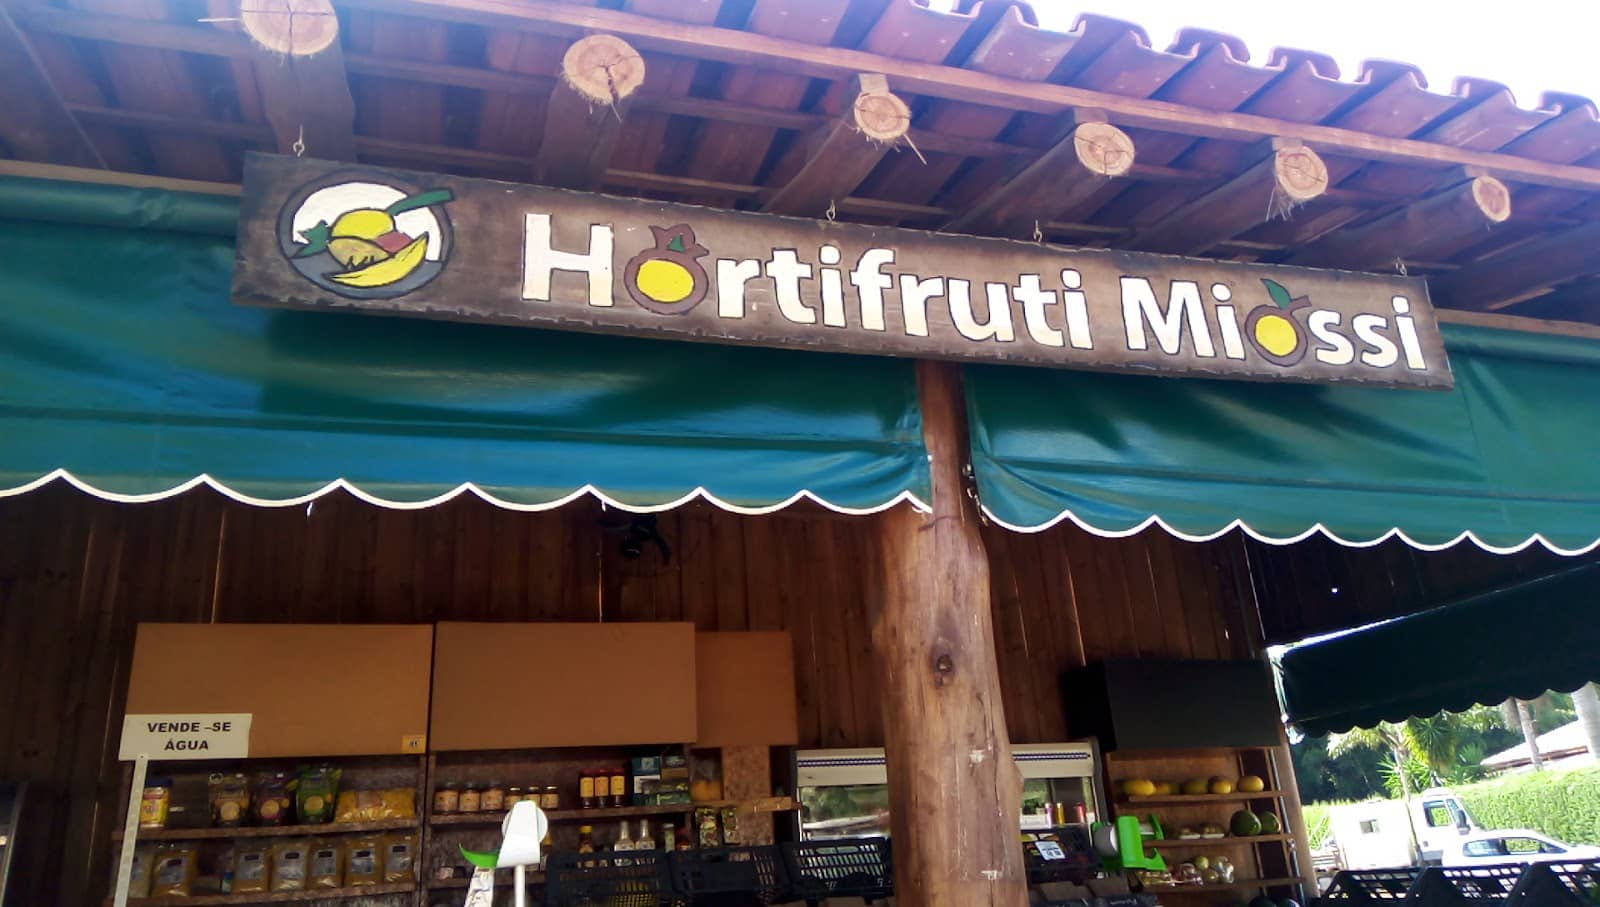 Hortifruti Miossi
VENDE -SE
ÁGUA